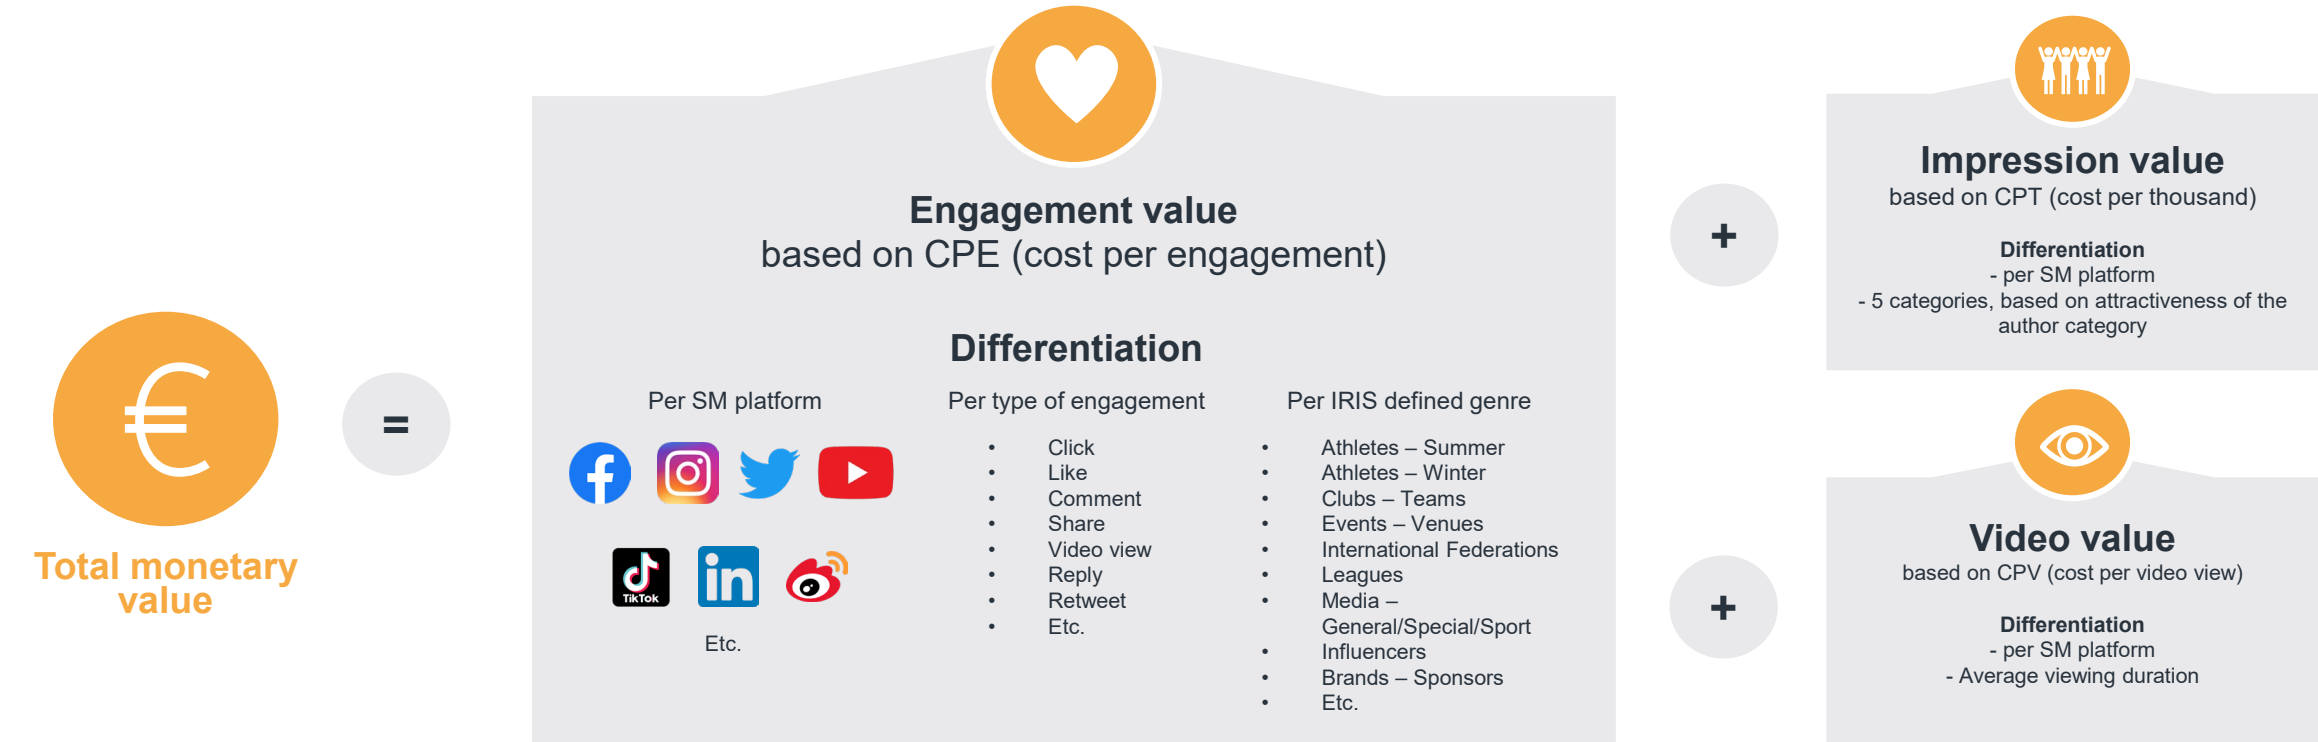 €
Total monetary
value
=
Engagement value
based on CPE (cost per engagement)
Differentiation
Per SM platform
TikTok
in
Etc.
Per type of engagement
• Click
• Like
• Comment
• Share
• Video view
• Reply
• Retweet
• Etc.
Per IRIS defined genre
• Athletes – Summer
• Athletes – Winter
• Clubs – Teams
• Events – Venues
• International Federations
• Leagues
• Media –
General/Special/Sport
• Influencers
• Brands – Sponsors
• Etc.
+
Impression value
based on CPT (cost per thousand)
Differentiation
- per SM platform
- 5 categories, based on attractiveness of the
author category
+
Video value
based on CPV (cost per video view)
Differentiation
- per SM platform
- Average viewing duration